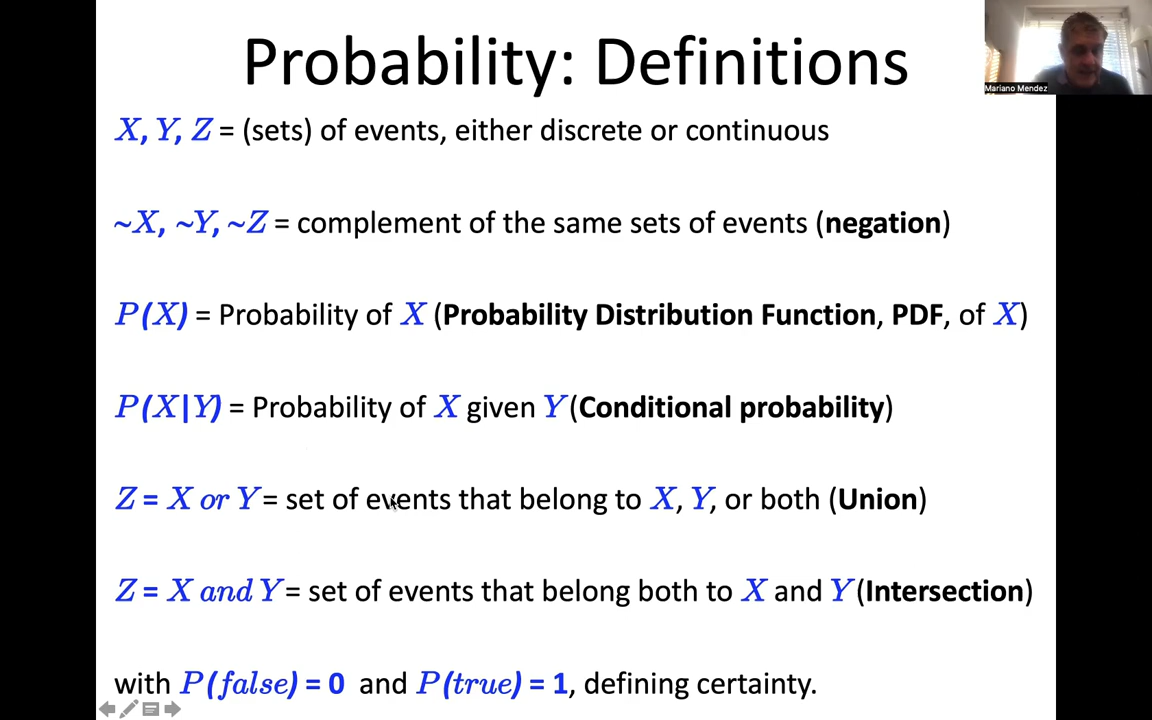 Probability: Definitions
Mariano Mendez
X, Y, Z = (sets) of events, either discrete or continuous
~X, ~Y, ~Z = complement of the same sets of events (negation)
P(X) = Probability of X (Probability Distribution Function, PDF, of X)
P(X|Y) = Probability of X given Y (Conditional probability)
Z = X or Y = set of events that belong to X, Y, or both (Union)
Z = X and Y = set of events that belong both to X and Y (Intersection)
with P(false) = 0 and P(true) = 1, defining certainty.